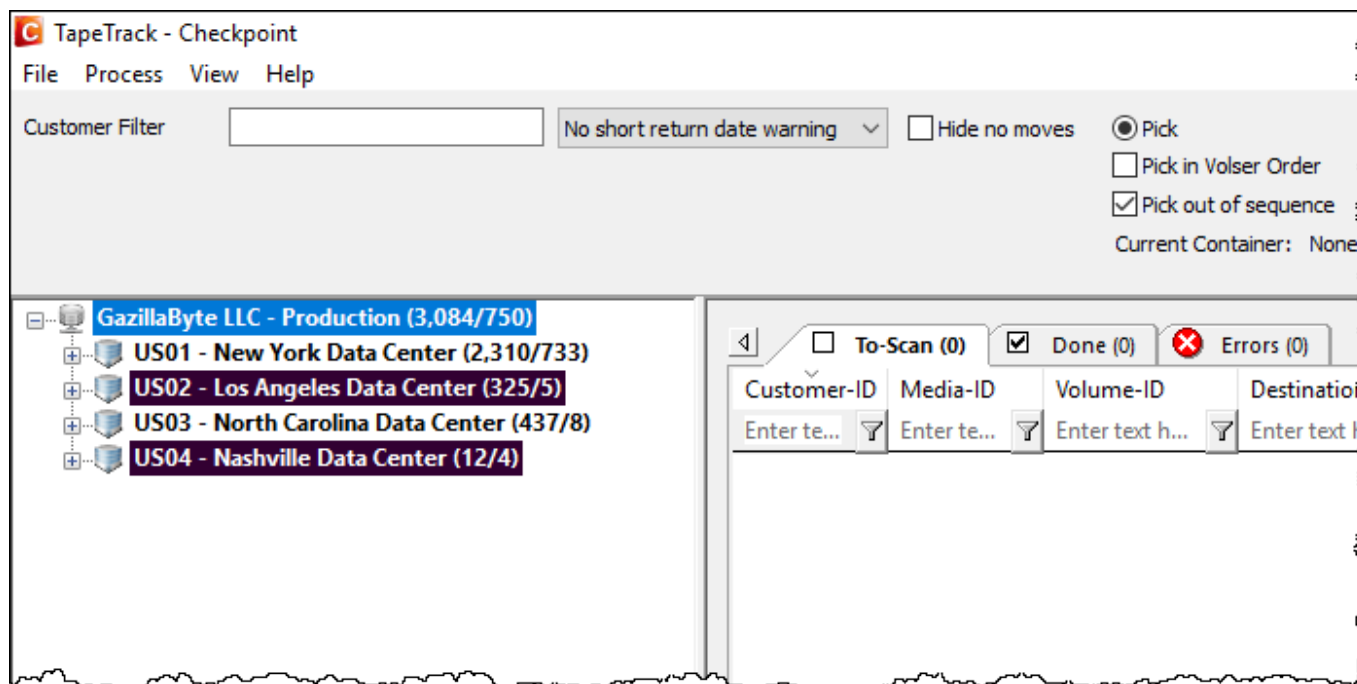 TapeTrack - Checkpoint
File Process View Help
Customer Filter No short return date warning Hide no moves Pick
Pick in Volser Order
Pick out of sequence
Current Container: None
GazillaByte LLC - Production (3,084/750)
US01 - New York Data Center (2,310/733)
US02 - Los Angeles Data Center (325/5)
US03 - North Carolina Data Center (437/8)
US04 - Nashville Data Center (12/4)
To-Scan (0) Done (0) Errors (0)
Customer-ID Media-ID Volume-ID
Enter te... Enter te... Enter text h... Enter text